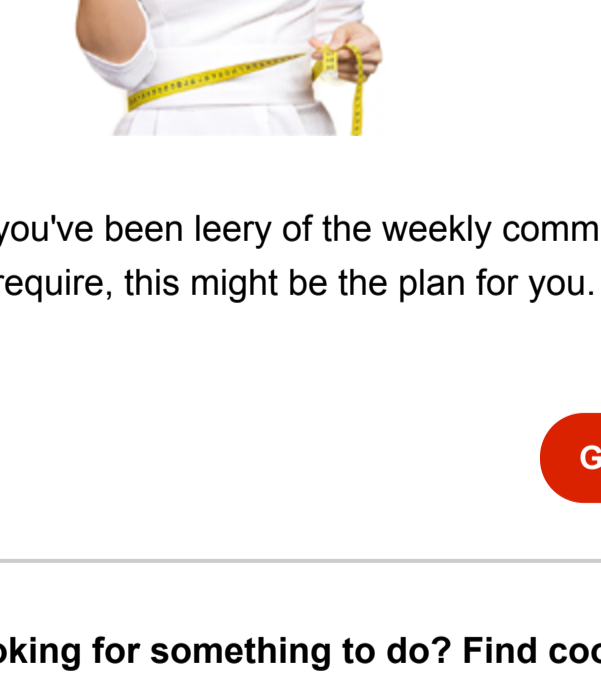 you've been leery of the weekly comm
require, this might be the plan for you.
G
oking for something to do? Find coo